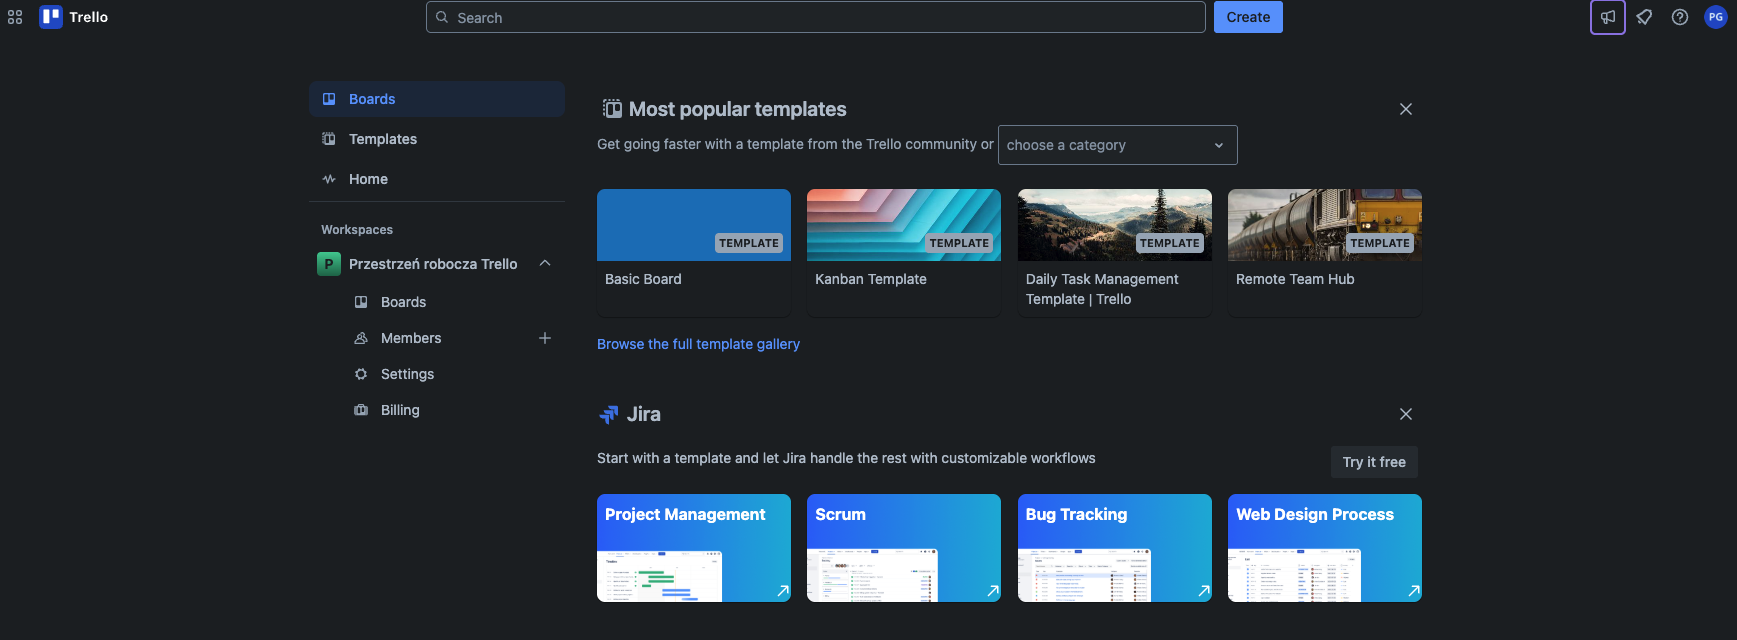 Trello
Search
Create
PG
Boards
Templates
Home
Workspaces
P Przestrzeń robocza Trello
Boards
Members
Settings
Billing
Most popular templates
Get going faster with a template from the Trello community or choose a category
TEMPLATE
Basic Board
TEMPLATE
Kanban Template
TEMPLATE
Daily Task Management
Template | Trello
TEMPLATE
Remote Team Hub
Browse the full template gallery
Jira
Start with a template and let Jira handle the rest with customizable workflows
Try it free
Project Management
Scrum
Bug Tracking
Web Design Process